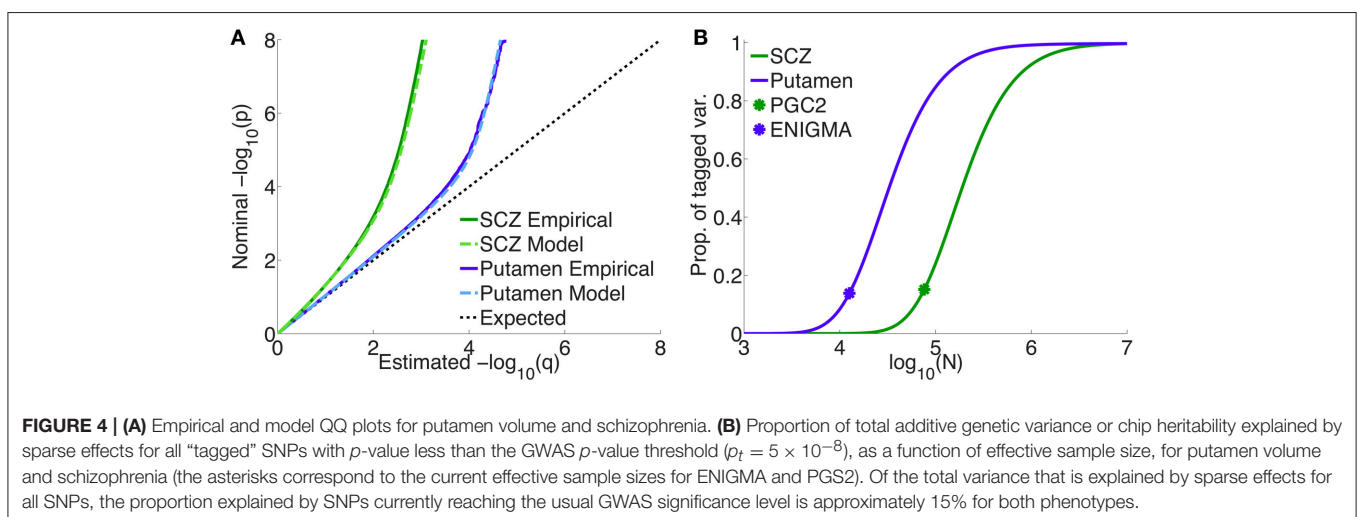 A
8
6
4
2
0
Nominal −log10(p)
SCZ Empirical
SCZ Model
Putamen Empirical
Putamen Model
Expected
0 2 4 6 8
Estimated −log10(q)
B
1
0.8
0.6
0.4
0.2
0
Prop. of tagged var.
SCZ
Putamen
PGC2
ENIGMA
3 4 5 6 7
log10(N)
FIGURE 4 | (A) Empirical and model QQ plots for putamen volume and schizophrenia. (B) Proportion of total additive genetic variance or chip heritability explained by
sparse effects for all “tagged” SNPs with p-value less than the GWAS p-value threshold (pt = 5 × 10−8), as a function of effective sample size, for putamen volume
and schizophrenia (the asterisks correspond to the current effective sample sizes for ENIGMA and PGS2). Of the total variance that is explained by sparse effects for
all SNPs, the proportion explained by SNPs currently reaching the usual GWAS significance level is approximately 15% for both phenotypes.